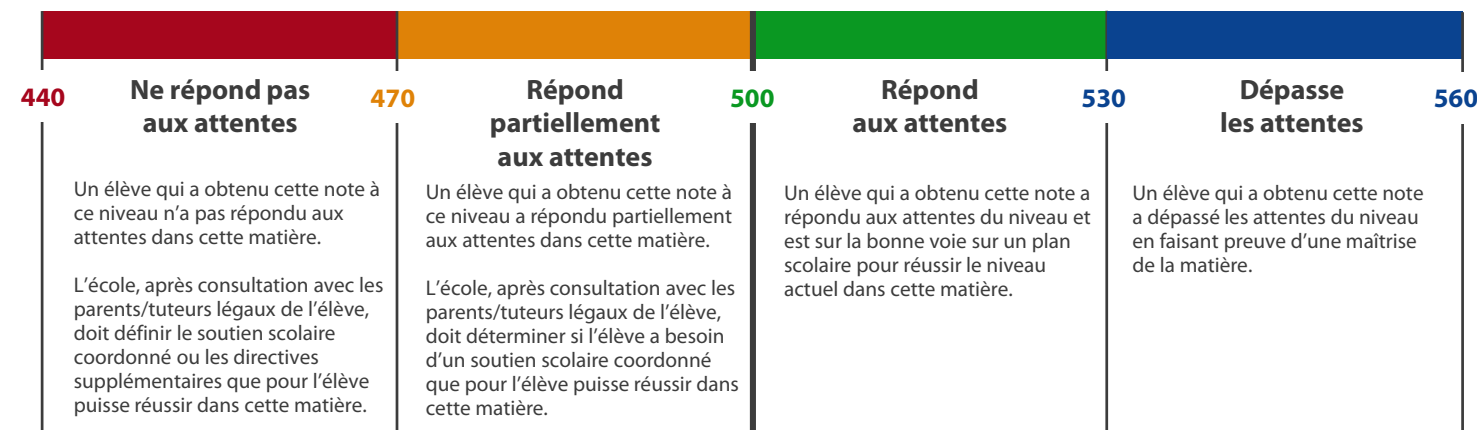 440
Ne répond pas
aux attentes
470
Répond
partiellement
aux attentes
500
Répond
aux attentes
530
Dépasse
les attentes
560
Un élève qui a obtenu cette note à
ce niveau n’a pas répondu aux
attentes dans cette matière.
L’école, après consultation avec les
parents/tuteurs légaux de l’élève,
doit définir le soutien scolaire
coordonné ou les directives
supplémentaires que pour l’élève
puisse réussir dans cette matière.
Un élève qui a obtenu cette note à
ce niveau a répondu partiellement
aux attentes dans cette matière.
L’école, après consultation avec les
parents/tuteurs légaux de l’élève,
doit déterminer si l’élève a besoin
d’un soutien scolaire coordonné
que pour l’élève puisse réussir dans
cette matière.
Un élève qui a obtenu cette note a
répondu aux attentes du niveau et
est sur la bonne voie sur un plan
scolaire pour réussir le niveau
actuel dans cette matière.
Un élève qui a obtenu cette note
a dépassé les attentes du niveau
en faisant preuve d’une maîtrise
de la matière.